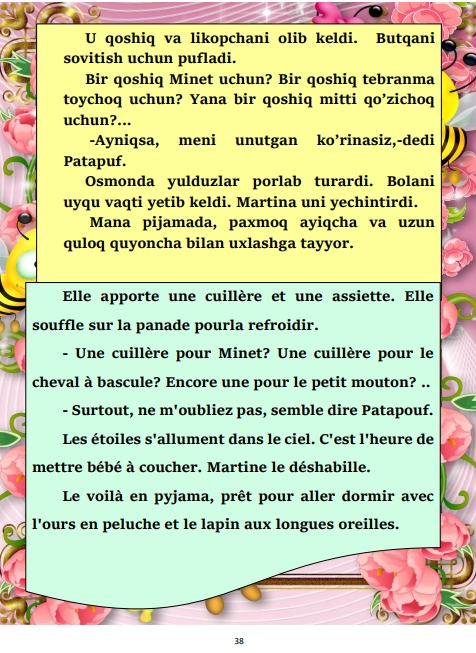 U qoshiq va likopchani olib keldi. Butqani
sovitish uchun pufladi.
Bir qoshiq Minet uchun? Bir qoshiq tebranma
toychoq uchun? Yana bir qoshiq mitti qo’zichoq
uchun?...
-Ayniqsa, meni unutgan ko’rinasiz,-dedi
Patapuf.
Osmonda yulduzlar porlab turardi. Bolani
uyqu vaqti yetib keldi. Martina uni yechintirdi.
Mana pijamada, paxmoq ayiqcha va uzun
quloq quyoncha bilan uxlashga tayyor.
Elle apporte une cuillère et une assiette. Elle
souffle sur la panade pourla refroidir.
- Une cuillère pour Minet? Une cuillère pour le
cheval à bascule? Encore une pour le petit mouton? ..
- Surtout, ne m'oubliez pas, semble dire Patapouf.
Les étoiles s'allument dans le ciel. C'est l'heure de
mettre bébé à coucher. Martine le déshabille.
Le voilà en pyjama, prêt pour aller dormir avec
l'ours en peluche et le lapin aux longues oreilles.
38